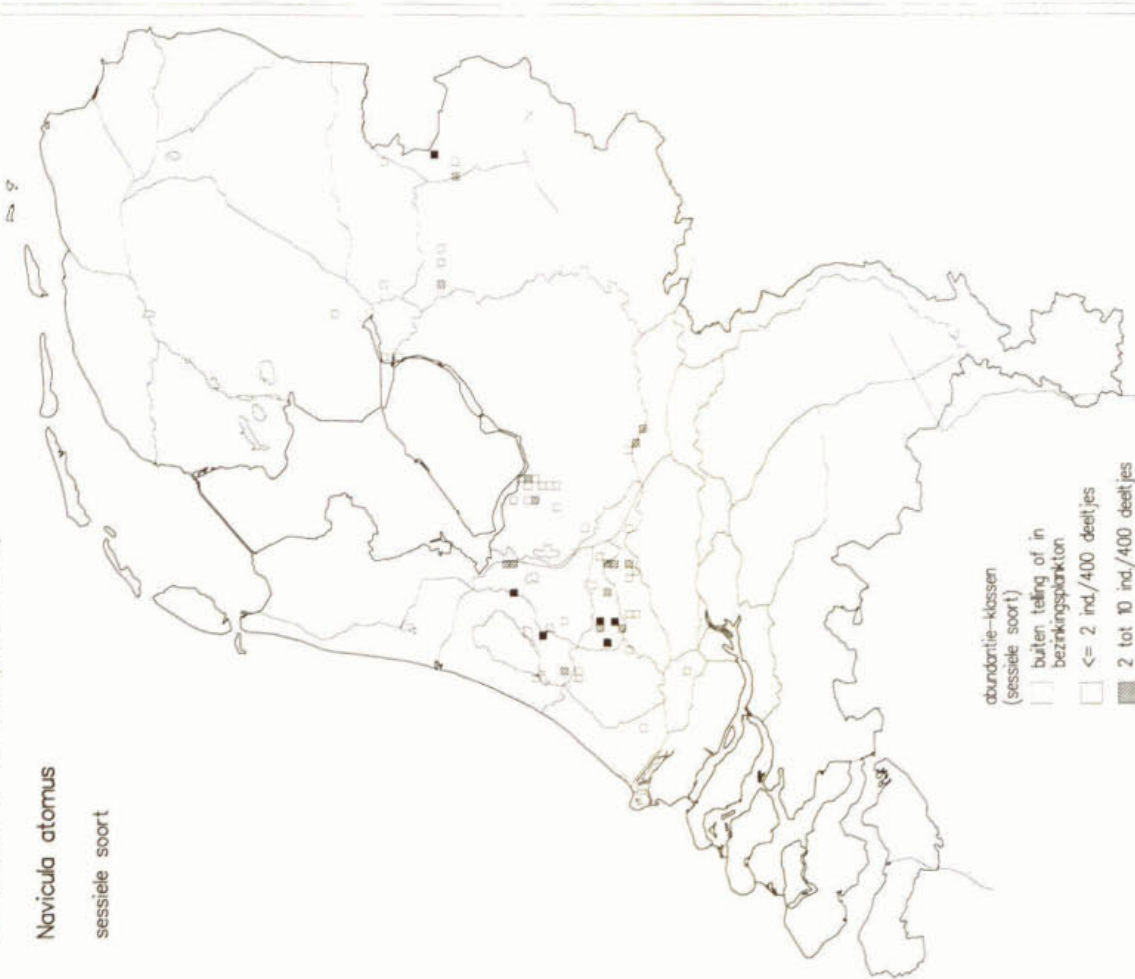 Navicula atomus
sessiele soort
abundantie-klassen
(sessiele soort)
buiten telling of in
bezinkingsplankton
<= 2 ind./400 deeltjes
2 tot 10 ind./400 deeltjes